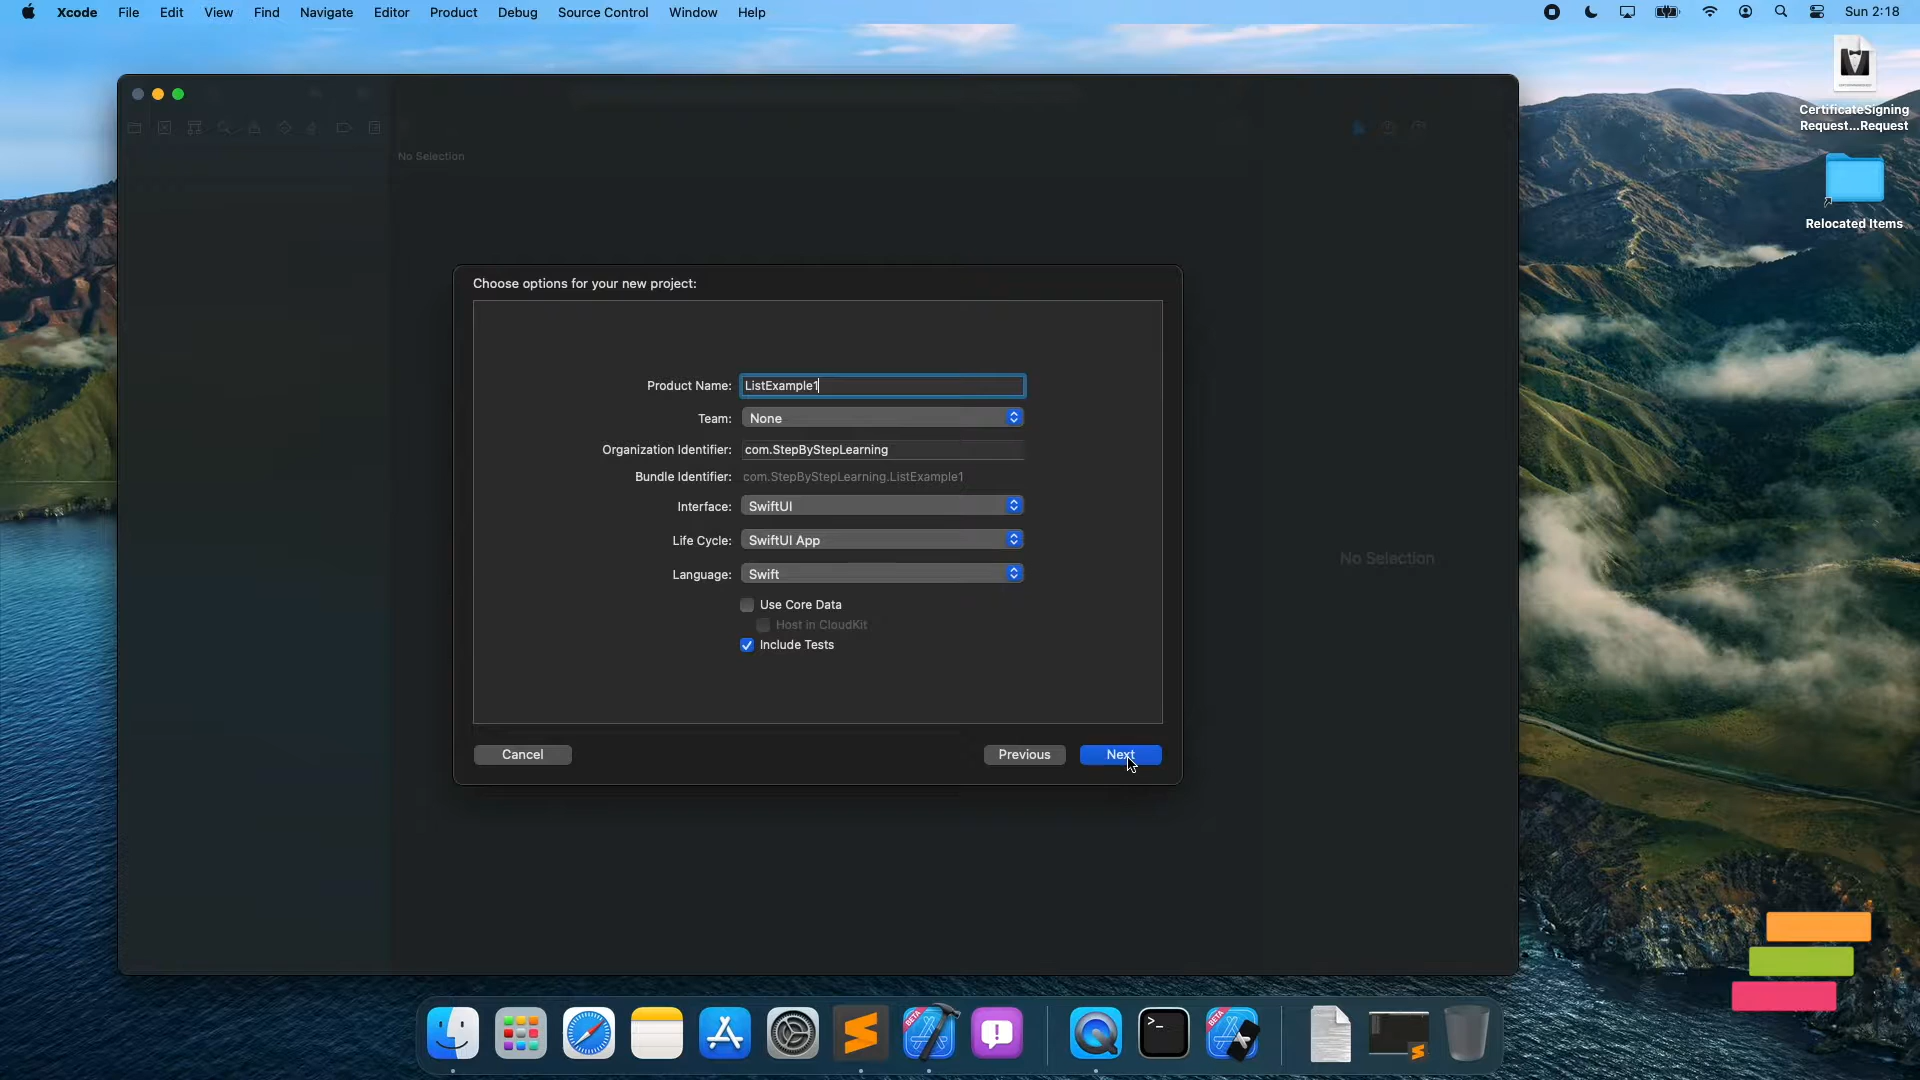 Xcode File Edit View Find Navigate Editor Product Debug Source Control Window Help Sun 2:18
CertificateSigning
Request...Request
Relocated Items
No Selection
Choose options for your new project:
Product Name: ListExample1
Team: None
Organization Identifier: com.StepByStepLearning
Bundle Identifier: com.StepByStepLearning.ListExample1
Interface: SwiftUI
Life Cycle: SwiftUI App
Language: Swift
Use Core Data
Host in CloudKit
Include Tests
Cancel Previous Next
No Selection
BETA
BETA